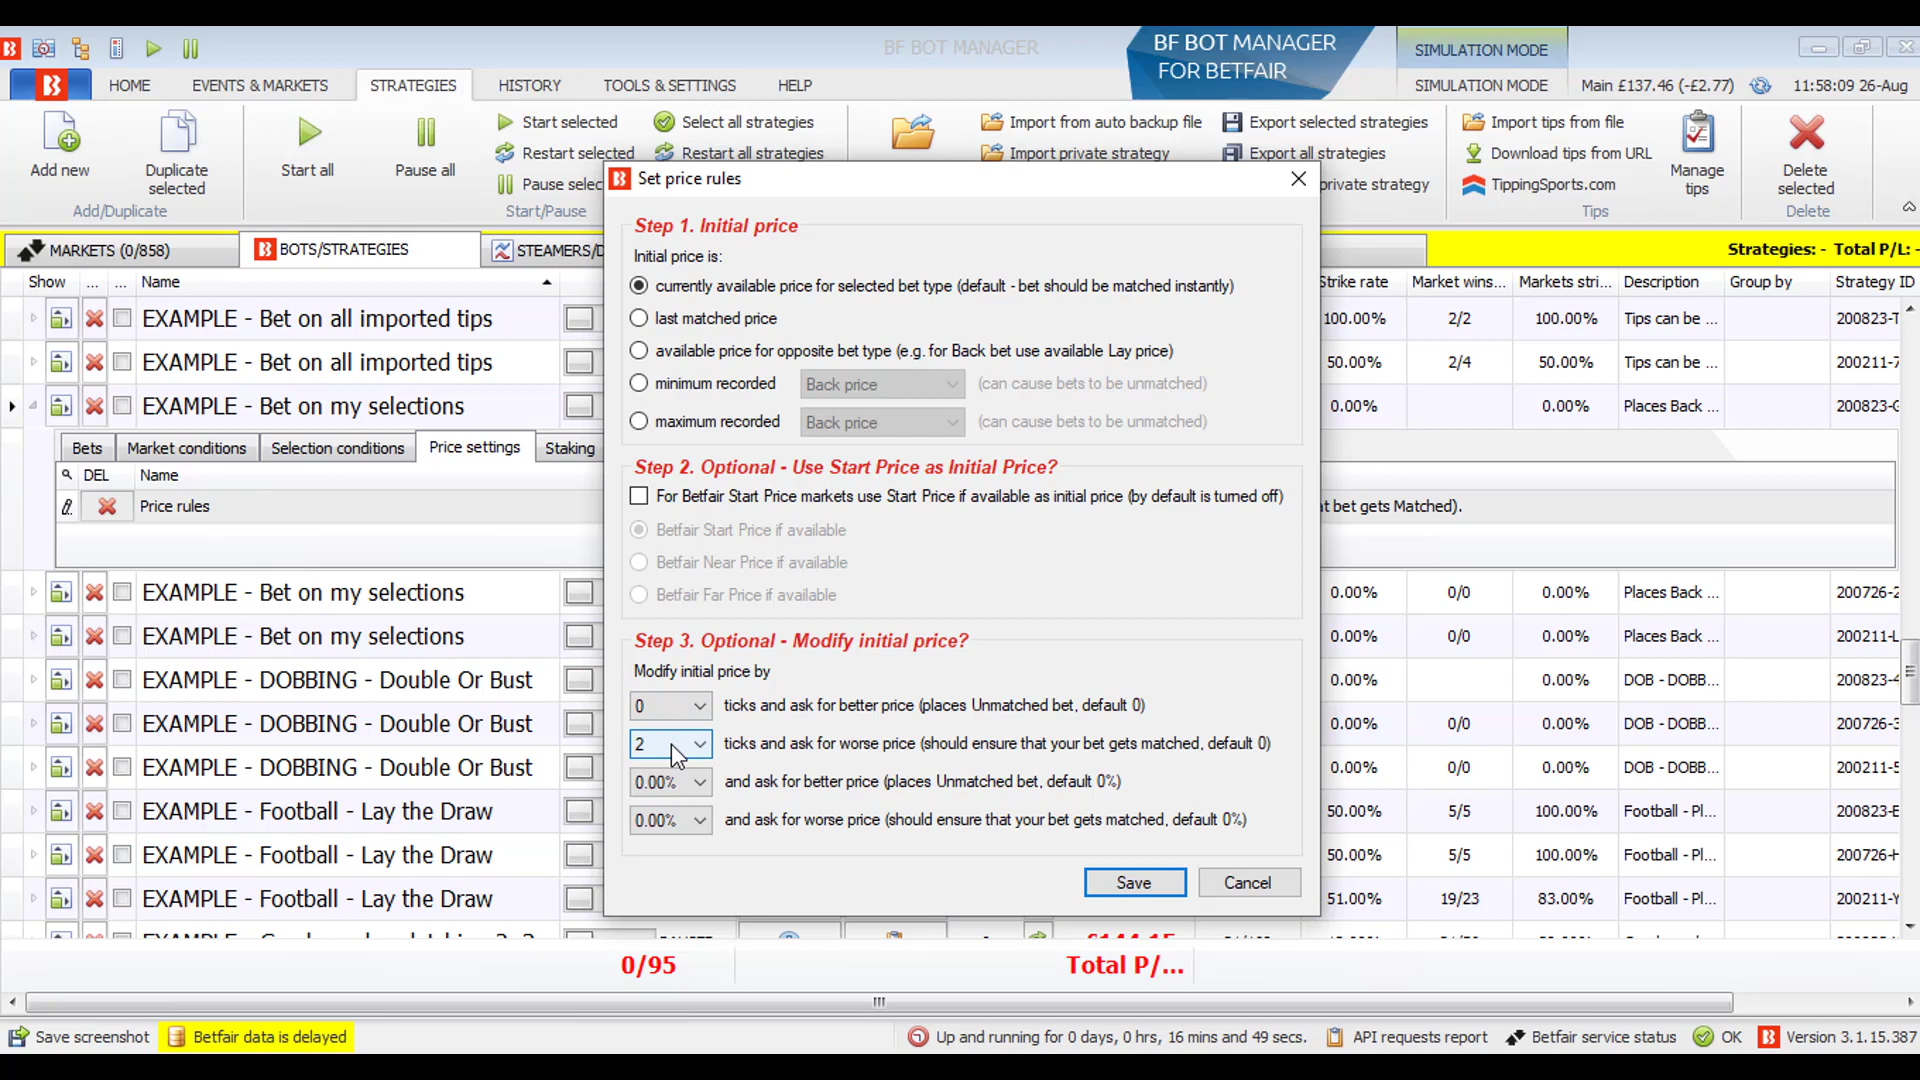 BF BOT MANAGER
BF BOT MANAGER
FOR BETFAIR
SIMULATION MODE
HOME
EVENTS & MARKETS
STRATEGIES
HISTORY
TOOLS & SETTINGS
HELP
SIMULATION MODE
Main £137.46 (-£2.77)
11:58:09 26-Aug
Add new
Duplicate
selected
Add/Duplicate
Start all
Pause all
Start selected
Restart selected
Pause selec
Start/Pause
Select all strategies
Restart all strategies
Import from auto backup file
Import private strategy
Export selected strategies
Export all strategies
private strategy
Import tips from file
Download tips from URL
TippingSports.com
Manage
tips
Tips
Delete
selected
Delete
MARKETS (0/858)
BOTS/STRATEGIES
STEAMERS/D
Strategies: - Total P/L: -
Show ... ... Name
Strike rate Market wins... Markets stri... Description Group by Strategy ID
EXAMPLE - Bet on all imported tips
100.00% 2/2 100.00% Tips can be ... 200823-T
EXAMPLE - Bet on all imported tips
50.00% 2/4 50.00% Tips can be ... 200211-7
EXAMPLE - Bet on my selections
0.00% 0.00% Places Back ... 200823-G
Bets
Market conditions
Selection conditions
Price settings
Staking
DEL Name
Price rules
t bet gets Matched).
EXAMPLE - Bet on my selections
0.00% 0/0 0.00% Places Back ... 200726-2
EXAMPLE - Bet on my selections
0.00% 0/0 0.00% Places Back ... 200211-L
EXAMPLE - DOBBING - Double Or Bust
0.00% 0.00% DOB - DOBB... 200823-4
EXAMPLE - DOBBING - Double Or Bust
0.00% 0/0 0.00% DOB - DOBB... 200726-3
EXAMPLE - DOBBING - Double Or Bust
0.00% 0/0 0.00% DOB - DOBB... 200211-5
EXAMPLE - Football - Lay the Draw
50.00% 5/5 100.00% Football - Pl... 200823-E
EXAMPLE - Football - Lay the Draw
50.00% 5/5 100.00% Football - Pl... 200726-H
EXAMPLE - Football - Lay the Draw
51.00% 19/23 83.00% Football - Pl... 200211-Y
Set price rules
Step 1. Initial price
Initial price is:
currently available price for selected bet type (default - bet should be matched instantly)
last matched price
available price for opposite bet type (e.g. for Back bet use available Lay price)
minimum recorded Back price (can cause bets to be unmatched)
maximum recorded Back price (can cause bets to be unmatched)
Step 2. Optional - Use Start Price as Initial Price?
For Betfair Start Price markets use Start Price if available as initial price (by default is turned off)
Betfair Start Price if available
Betfair Near Price if available
Betfair Far Price if available
Step 3. Optional - Modify initial price?
Modify initial price by
0 ticks and ask for better price (places Unmatched bet, default 0)
2 ticks and ask for worse price (should ensure that your bet gets matched, default 0)
0.00% and ask for better price (places Unmatched bet, default 0%)
0.00% and ask for worse price (should ensure that your bet gets matched, default 0%)
Save
Cancel
0/95
Total P/...
Save screenshot
Betfair data is delayed
Up and running for 0 days, 0 hrs, 16 mins and 49 secs.
API requests report
Betfair service status
OK
Version 3.1.15.387